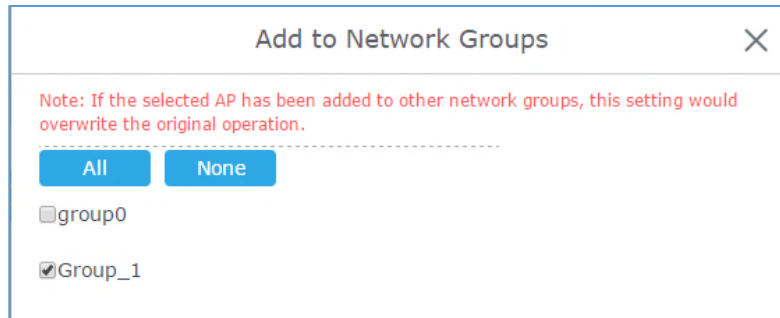 Add to Network Groups
Note: If the selected AP has been added to other network groups, this setting would
overwrite the original operation.
All None
group0
Group_1